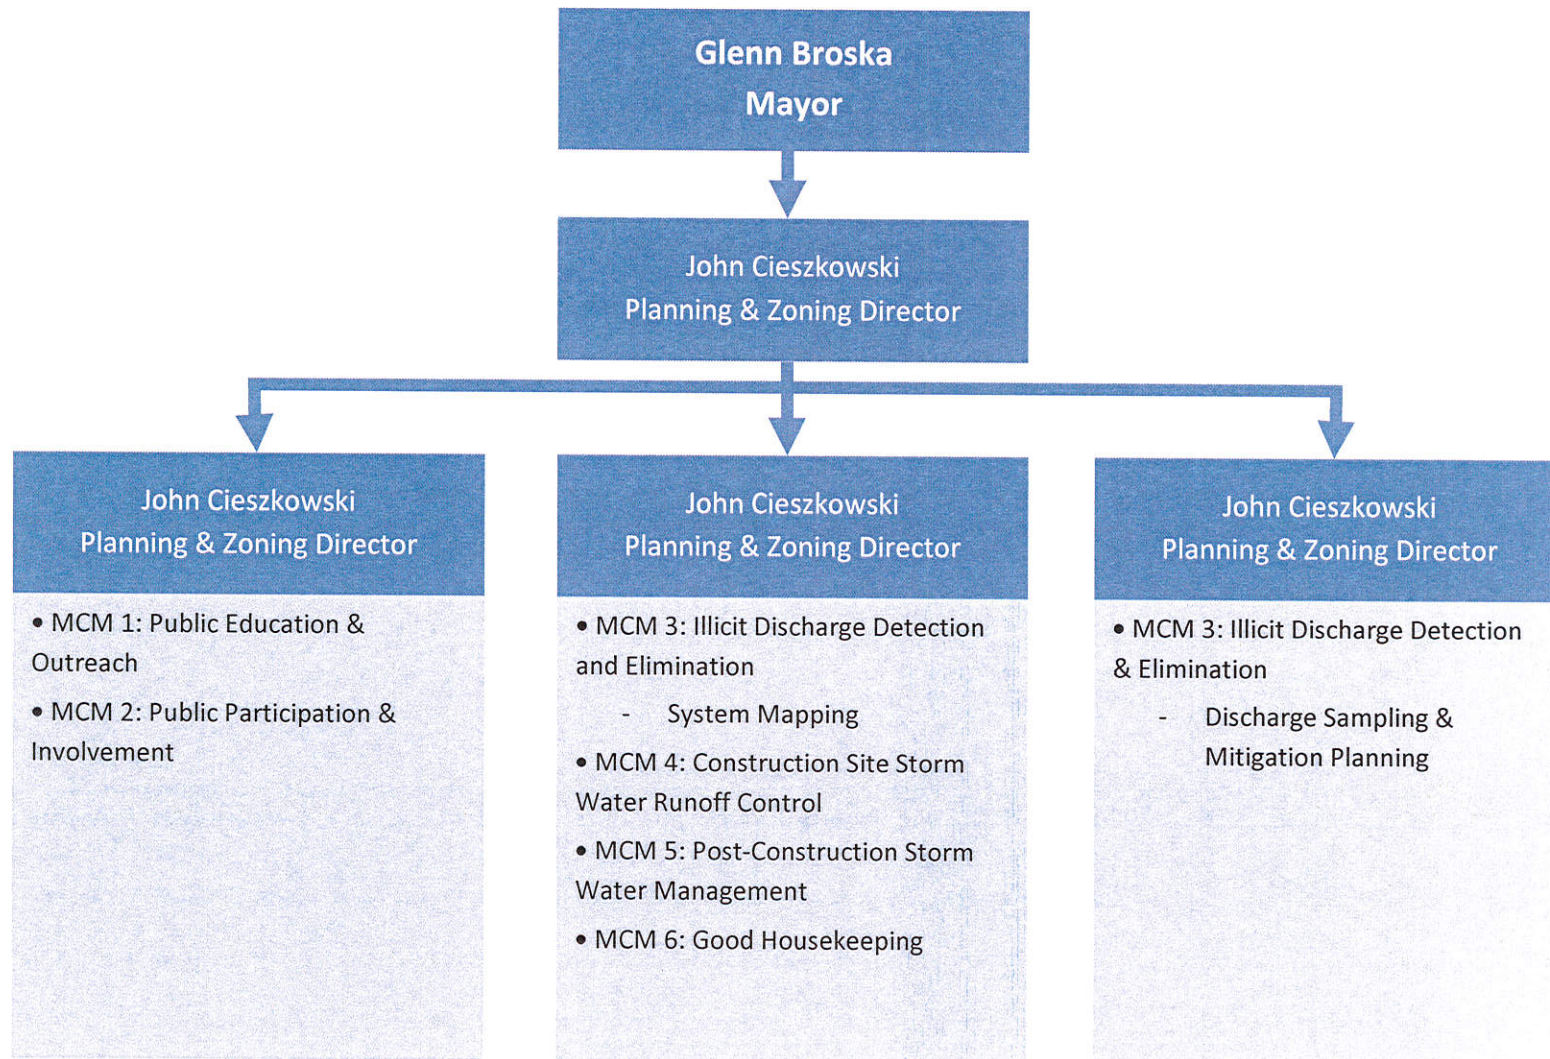 Glenn Broska
Mayor
John Cieszkowski
Planning & Zoning Director
John Cieszkowski
Planning & Zoning Director
• MCM 1: Public Education &
Outreach
• MCM 2: Public Participation &
Involvement
John Cieszkowski
Planning & Zoning Director
• MCM 3: Illicit Discharge Detection
and Elimination
- System Mapping
• MCM 4: Construction Site Storm
Water Runoff Control
• MCM 5: Post-Construction Storm
Water Management
• MCM 6: Good Housekeeping
John Cieszkowski
Planning & Zoning Director
• MCM 3: Illicit Discharge Detection
& Elimination
- Discharge Sampling &
Mitigation Planning